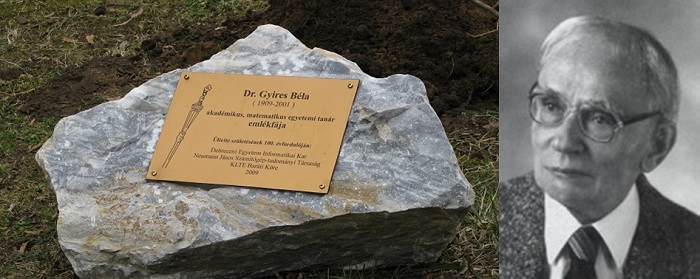 Dr. Gyires Béla
( 1909-2001 )
akadémikus, matematikus egyetemi tanár
emlékfája
Ültette születésének 100. évfordulóján:
Debreceni Egyetem Informatikai Kar
Neumann János Számítógép-tudományi Társaság
KLTE Baráti Köre
2009